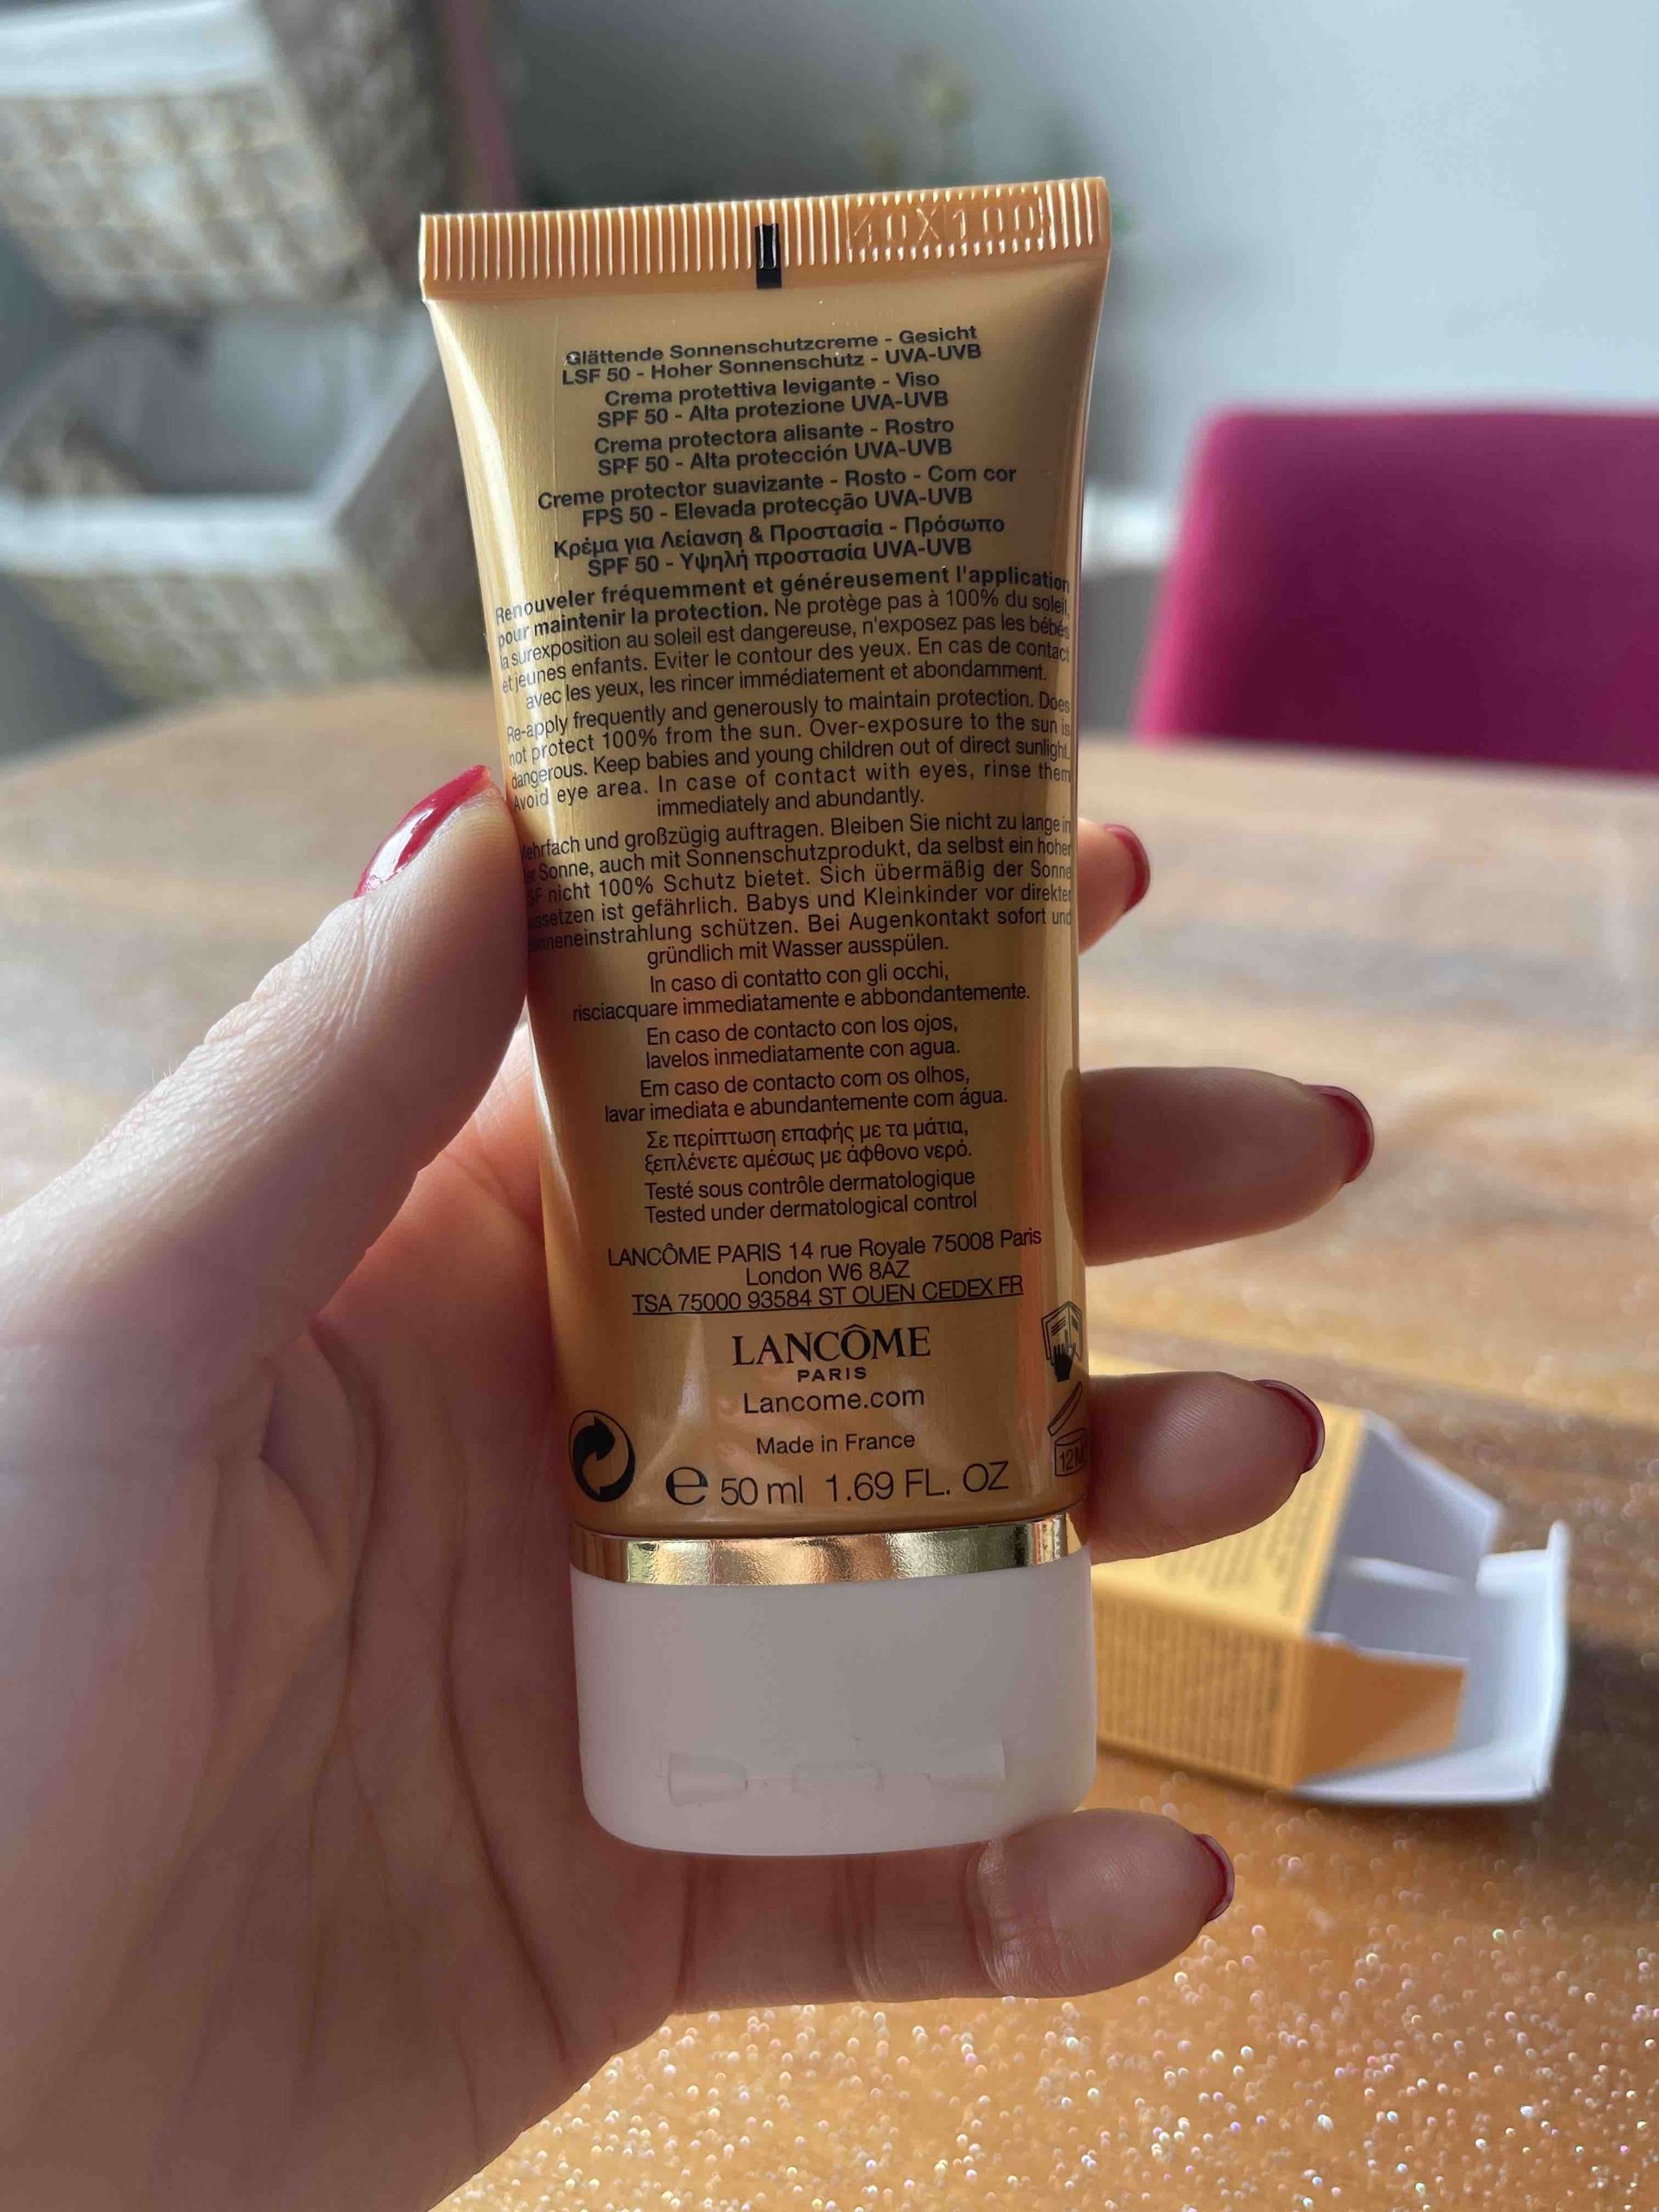 40X100
Glättende Sonnenschutzcreme - Gesicht
LSF 50 - Hoher Sonnenschutz - UVA-UVB
Crema protettiva levigante - Viso
SPF 50 - Alta protezione UVA-UVB
Crema protectora alisante - Rostro
SPF 50 - Alta protección UVA-UVB
Creme protector suavizante - Rosto - Com cor
FPS 50 - Elevada protecção UVA-UVB
Κρέμα για Λείανση & Προστασία - Πρόσωπο
SPF 50 - Υψηλή προστασία UVA-UVB
Renouveler fréquemment et généreusement l'application
pour maintenir la protection. Ne protège pas à 100% du soleil,
la surexposition au soleil est dangereuse, n'exposez pas les bébés
et jeunes enfants. Eviter le contour des yeux. En cas de contact
avec les yeux, les rincer immédiatement et abondamment.
Re-apply frequently and generously to maintain protection. Does
not protect 100% from the sun. Over-exposure to the sun is
dangerous. Keep babies and young children out of direct sunlight.
Avoid eye area. In case of contact with eyes, rinse them
immediately and abundantly.
Mehrfach und großzügig auftragen. Bleiben Sie nicht zu lange in
der Sonne, auch mit Sonnenschutzprodukt, da selbst ein hoher
LSF nicht 100% Schutz bietet. Sich übermäßig der Sonne
aussetzen ist gefährlich. Babys und Kleinkinder vor direkter
Sonneneinstrahlung schützen. Bei Augenkontakt sofort und
gründlich mit Wasser ausspülen.
In caso di contatto con gli occhi,
risciacquare immediatamente e abbondantemente.
En caso de contacto con los ojos,
lavelos inmediatamente con agua.
Em caso de contacto com os olhos,
lavar imediata e abundantemente com água.
Σε περίπτωση επαφής με τα μάτια,
ξεπλένετε αμέσως με άφθονο νερό.
Testé sous contrôle dermatologique
Tested under dermatological control
LANCÔME PARIS 14 rue Royale 75008 Paris
London W6 8AZ
TSA 75000 93584 ST OUEN CEDEX FR
LANCÔME
PARIS
Lancome.com
Made in France
12M
e 50 ml 1.69 FL. OZ